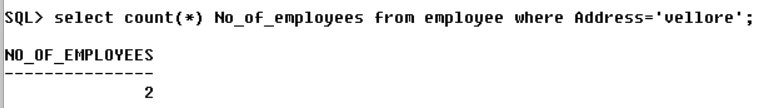 SQL> select count(*) No_of_employees from employee where Address='vellore';
NO_OF_EMPLOYEES
---------------
2